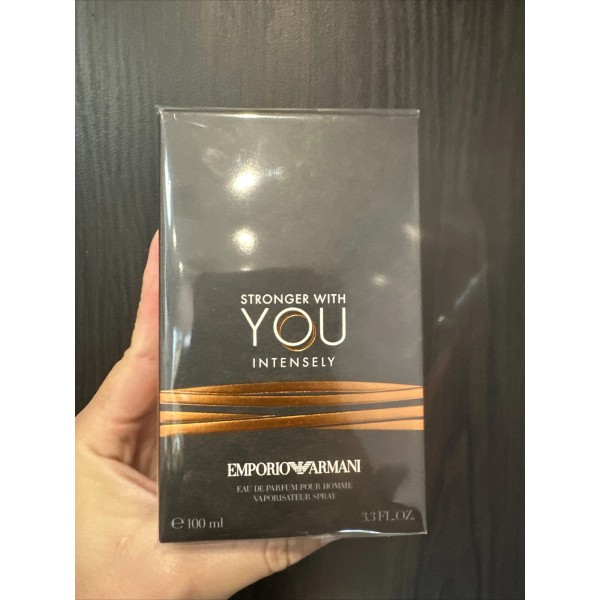 STRONGER WITH
YOU
INTENSELY
EMPORIO ARMANI
EAU DE PARFUM POUR HOMME
VAPORISATEUR SPRAY
℮ 100 ml 3.3 FL.OZ.